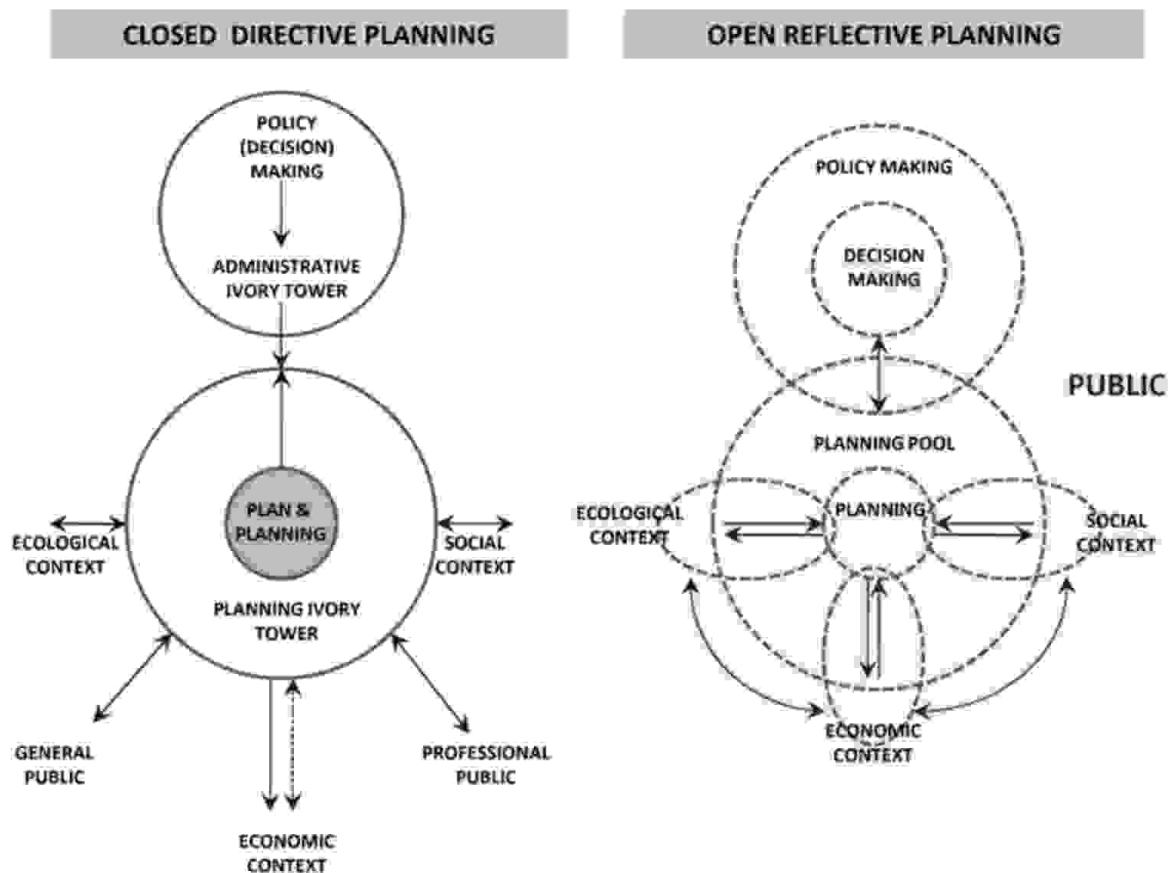 CLOSED DIRECTIVE PLANNING
POLICY
(DECISION)
MAKING
ADMINISTRATIVE
IVORY TOWER
PLAN &
PLANNING
ECOLOGICAL
CONTEXT
SOCIAL
CONTEXT
PLANNING IVORY
TOWER
GENERAL
PUBLIC
PROFESSIONAL
PUBLIC
ECONOMIC
CONTEXT
OPEN REFLECTIVE PLANNING
POLICY MAKING
DECISION
MAKING
PUBLIC
PLANNING POOL
PLANNING
ECOLOGICAL
CONTEXT
SOCIAL
CONTEXT
ECONOMIC
CONTEXT